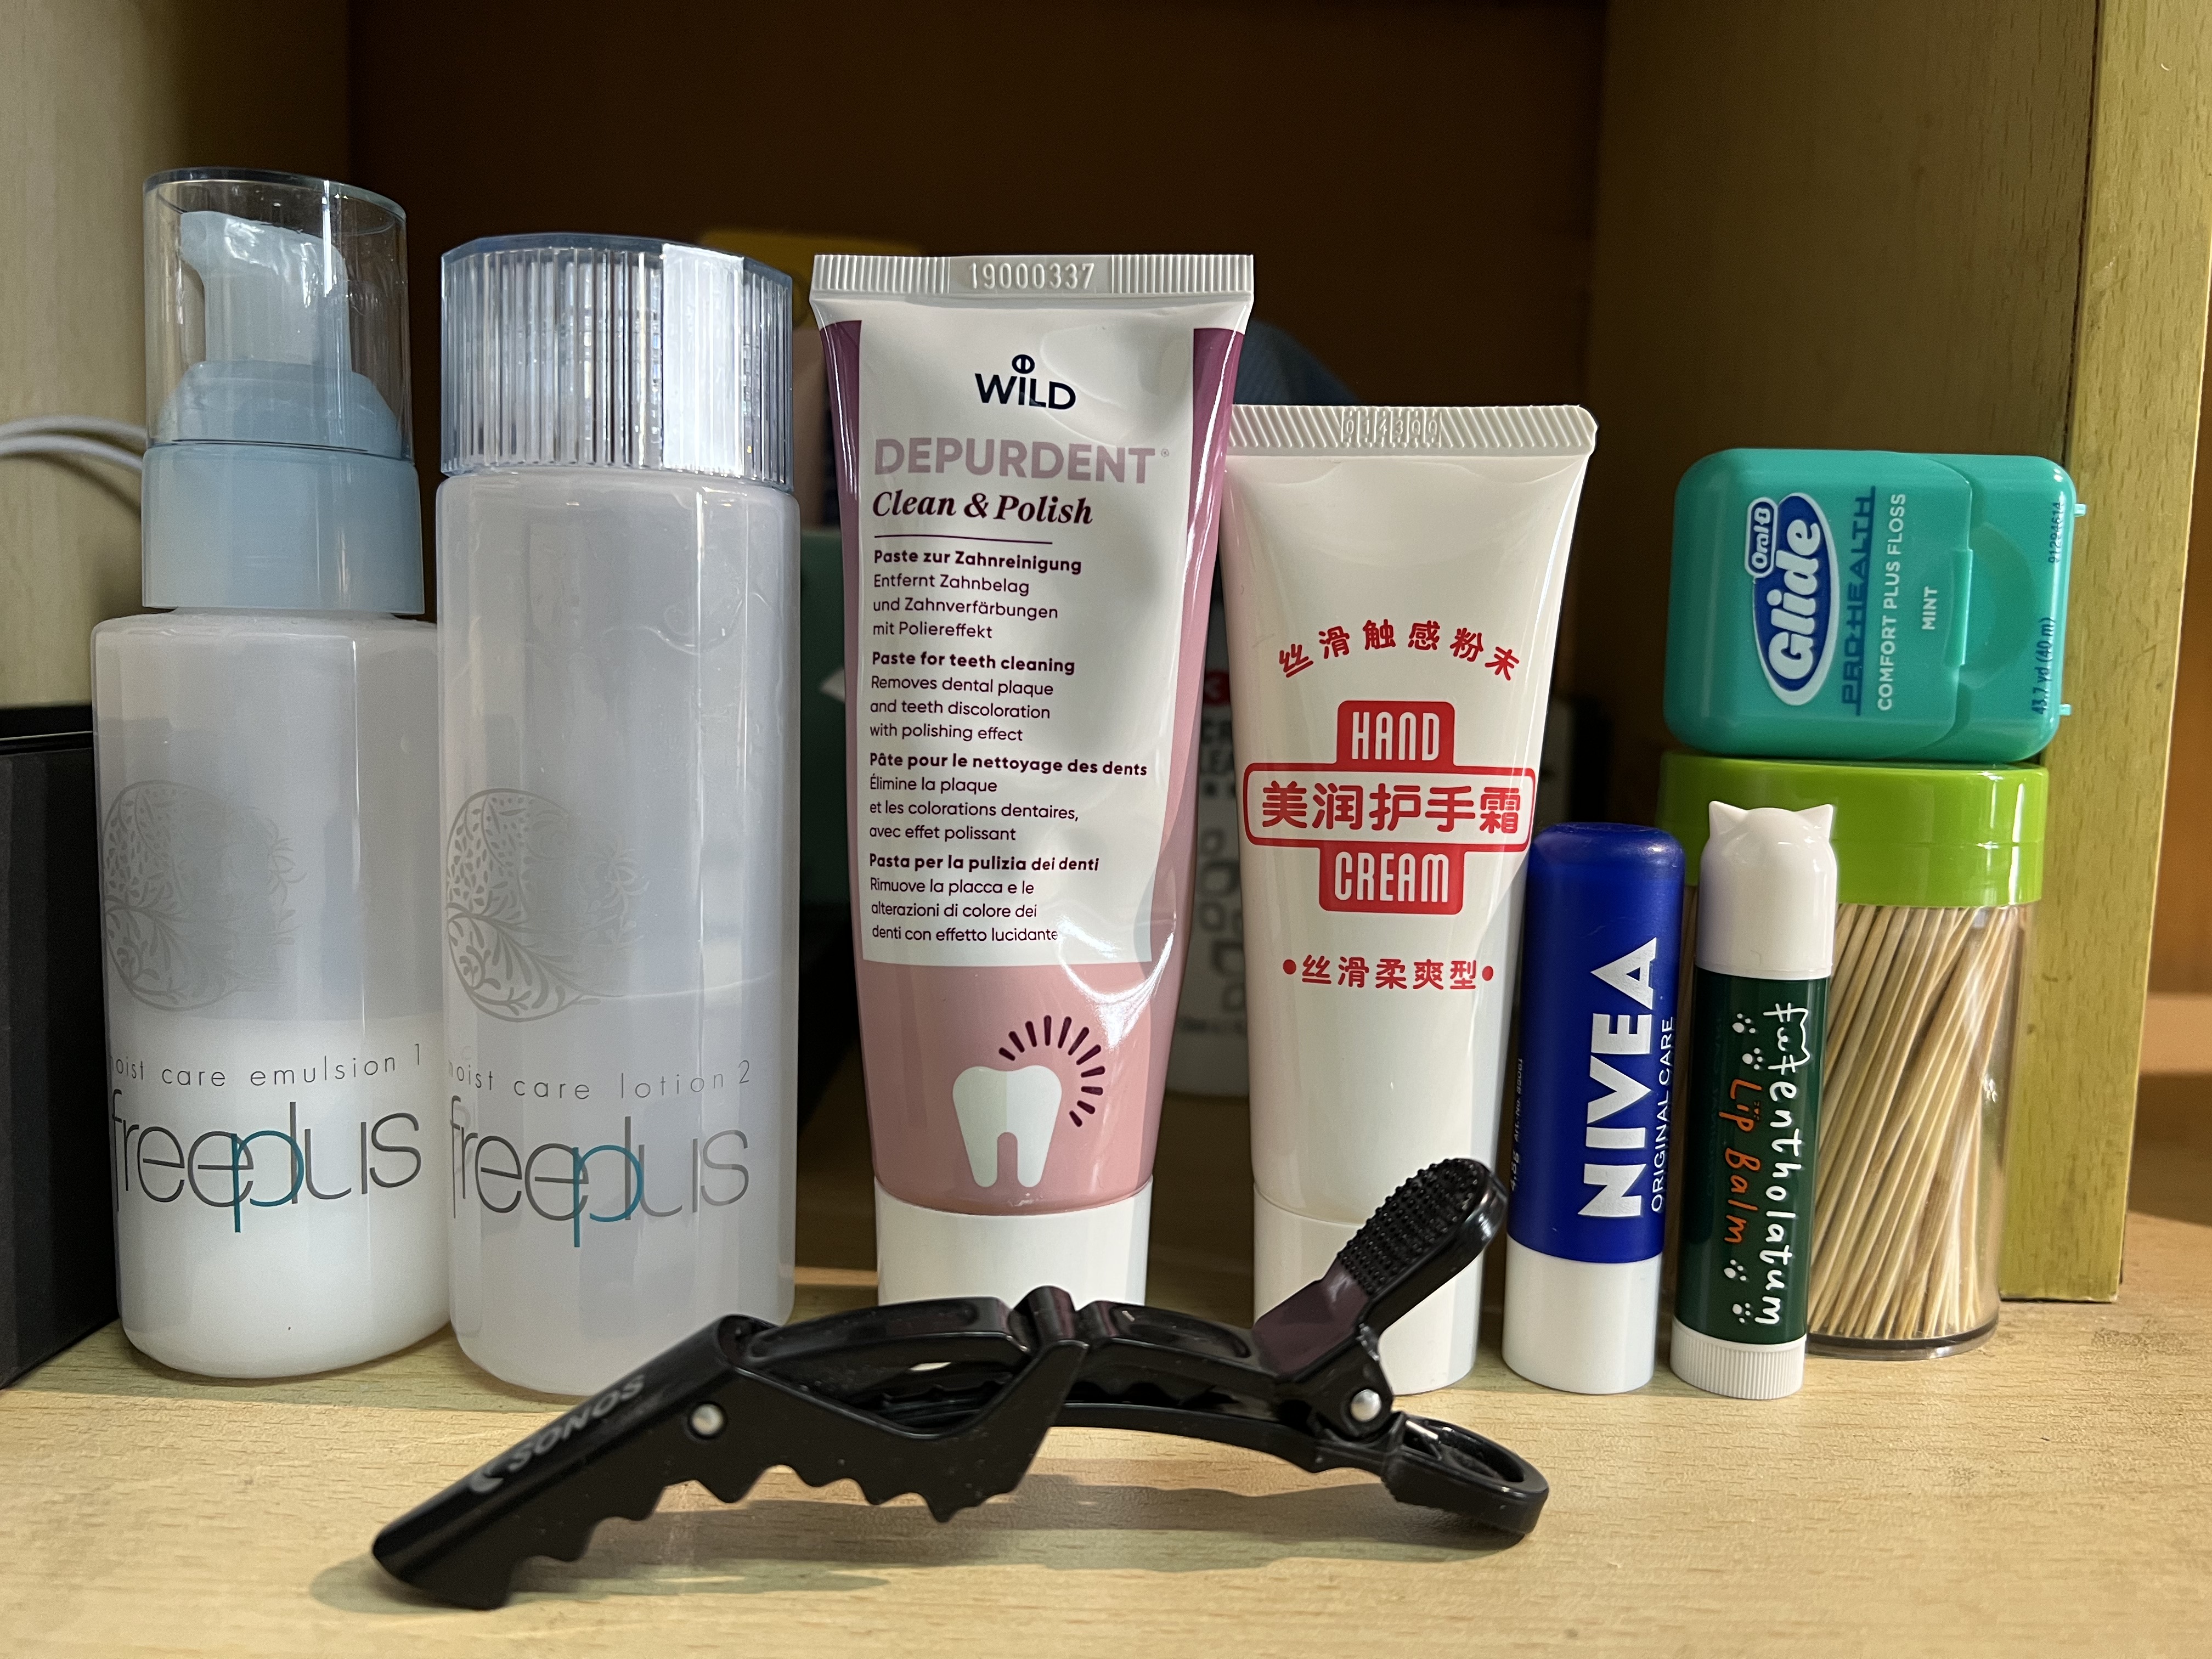 moist care emulsion 1
freeplus
moist care lotion 2
freeplus
19000337
WILD
DEPURDENT®
Clean & Polish
Paste zur Zahnreinigung
Entfernt Zahnbelag
und Zahnverfärbungen
mit Poliereffekt
Paste for teeth cleaning
Removes dental plaque
and teeth discoloration
with polishing effect
Pâte pour le nettoyage des dents
Élimine la plaque
et les colorations dentaires,
avec effet polissant
Pasta per la pulizia dei denti
Rimuove la placca e le
alterazioni di colore dei
denti con effetto lucidante
014300
丝滑触感粉末
HAND
美润护手霜
CREAM
•丝滑柔爽型•
NIVEA
ORIGINAL CARE
Mentholatum
Lip Balm
Oral-B
Glide
PRO-HEALTH
COMFORT PLUS FLOSS
MINT
43.7 yd (40 m)
91294614
SONOS